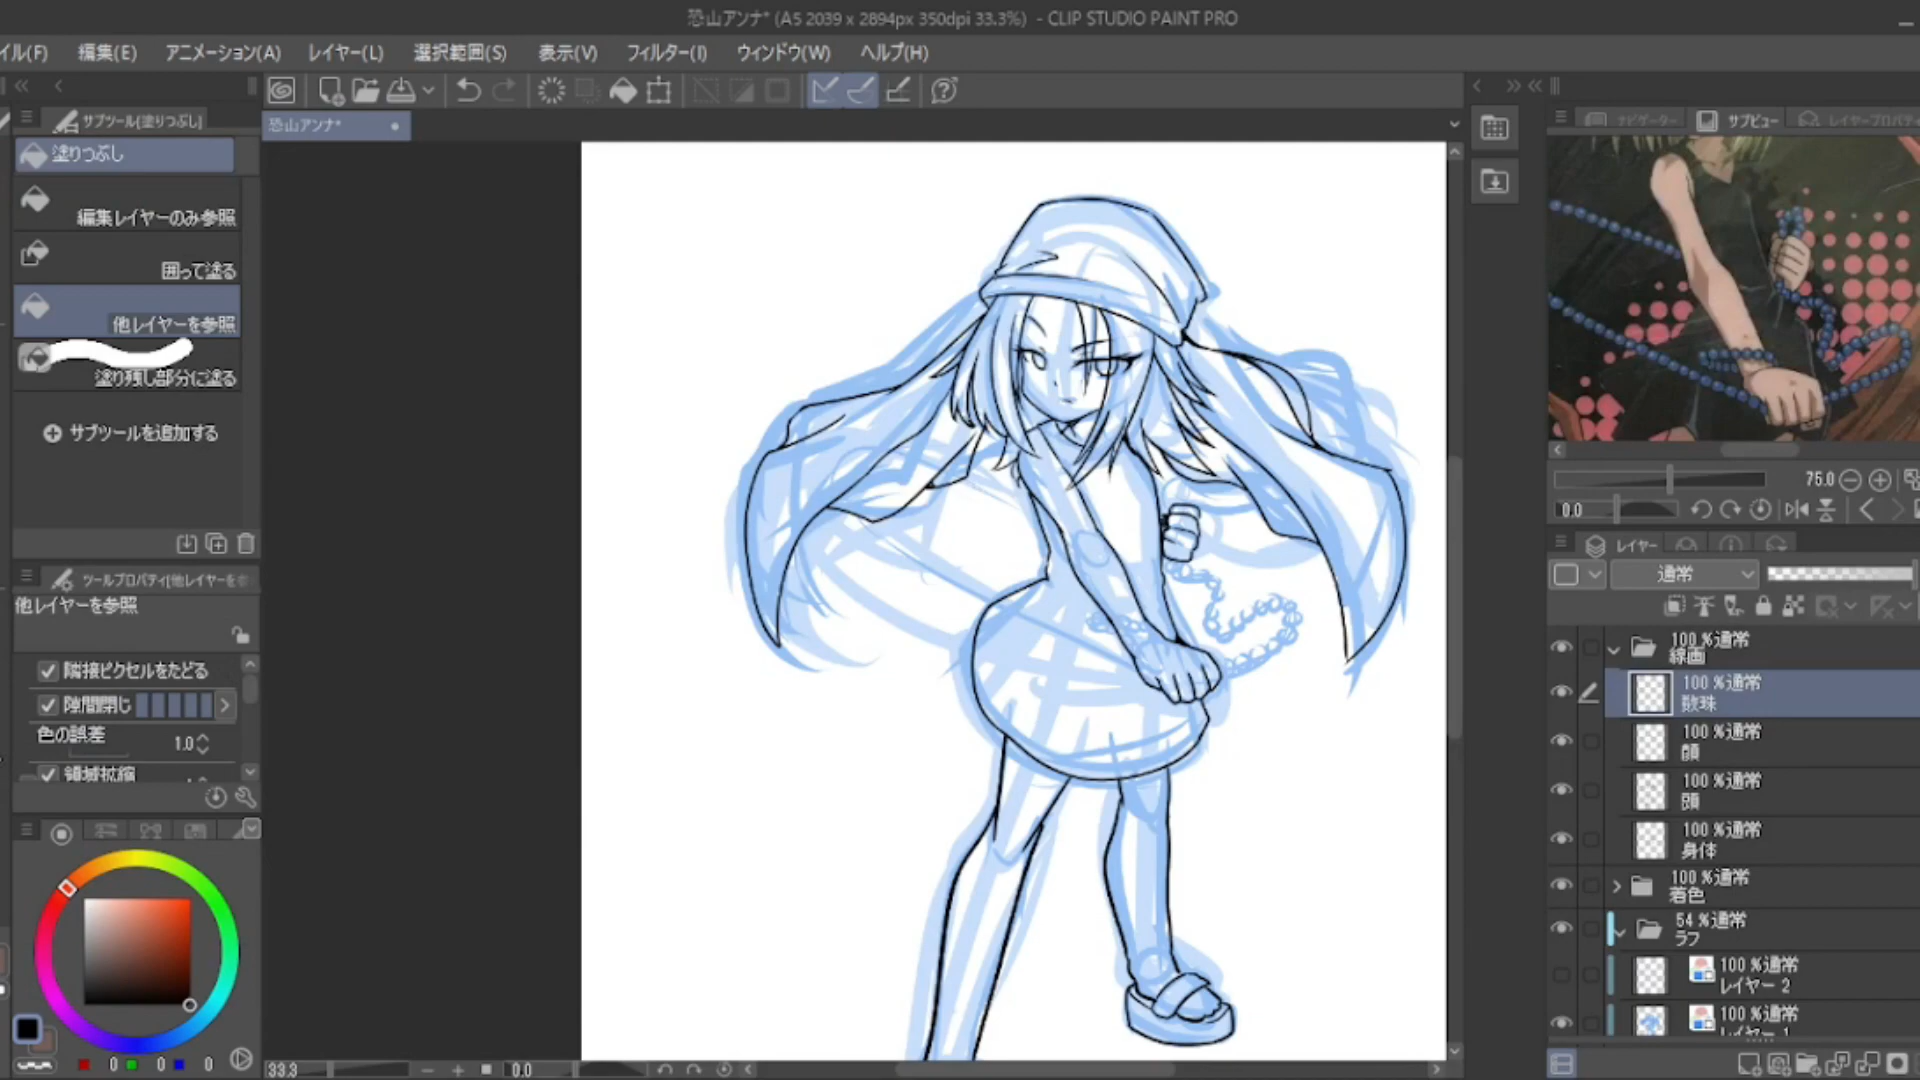 恐山アンナ* (A5 2039 x 2894px 350dpi 33.3%) - CLIP STUDIO PAINT PRO
イル(F) 編集(E) アニメーション(A) レイヤー(L) 選択範囲(S) 表示(V) フィルター(I) ウィンドウ(W) ヘルプ(H)
サブツール[塗りつぶし]
塗りつぶし
編集レイヤーのみ参照
囲って塗る
他レイヤーを参照
塗り残し部分に塗る
サブツールを追加する
ツールプロパティ[他レイヤーを参
他レイヤーを参照
隣接ピクセルをたどる
隙間閉じ
色の誤差 1.0
領域拡縮
0 0 0
恐山アンナ*
33.3 0.0
ナビゲーター サブビュー レイヤープロパティ
75.0
0.0
レイヤー
通常
100 %通常
線画
100 %通常
数珠
100 %通常
顔
100 %通常
頭
100 %通常
身体
100 %通常
着色
54 %通常
ラフ
100 %通常
レイヤー 2
100 %通常
レイヤー 1